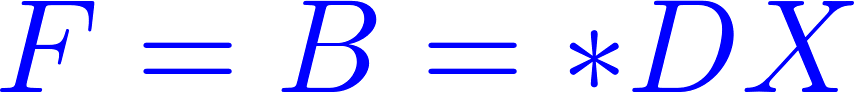 F = B = *DX